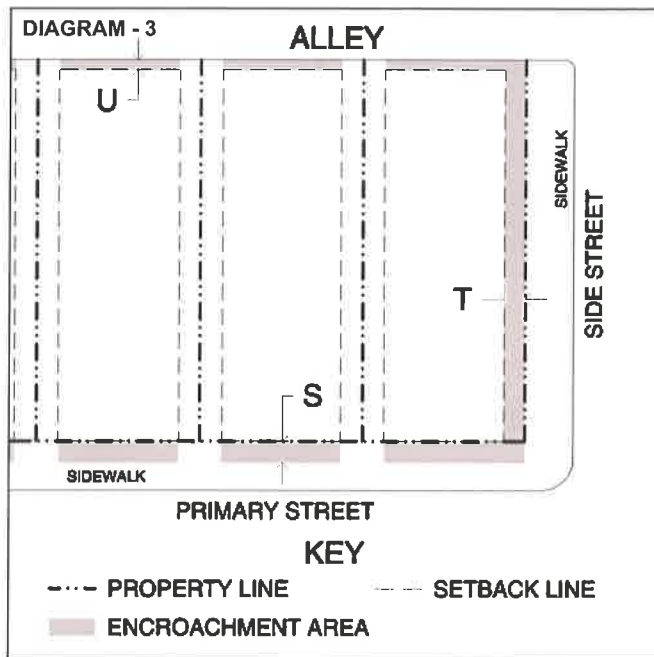 DIAGRAM - 3
ALLEY
U
SIDEWALK
SIDE STREET
T
S
SIDEWALK
PRIMARY STREET
KEY
PROPERTY LINE
SETBACK LINE
ENCROACHMENT AREA